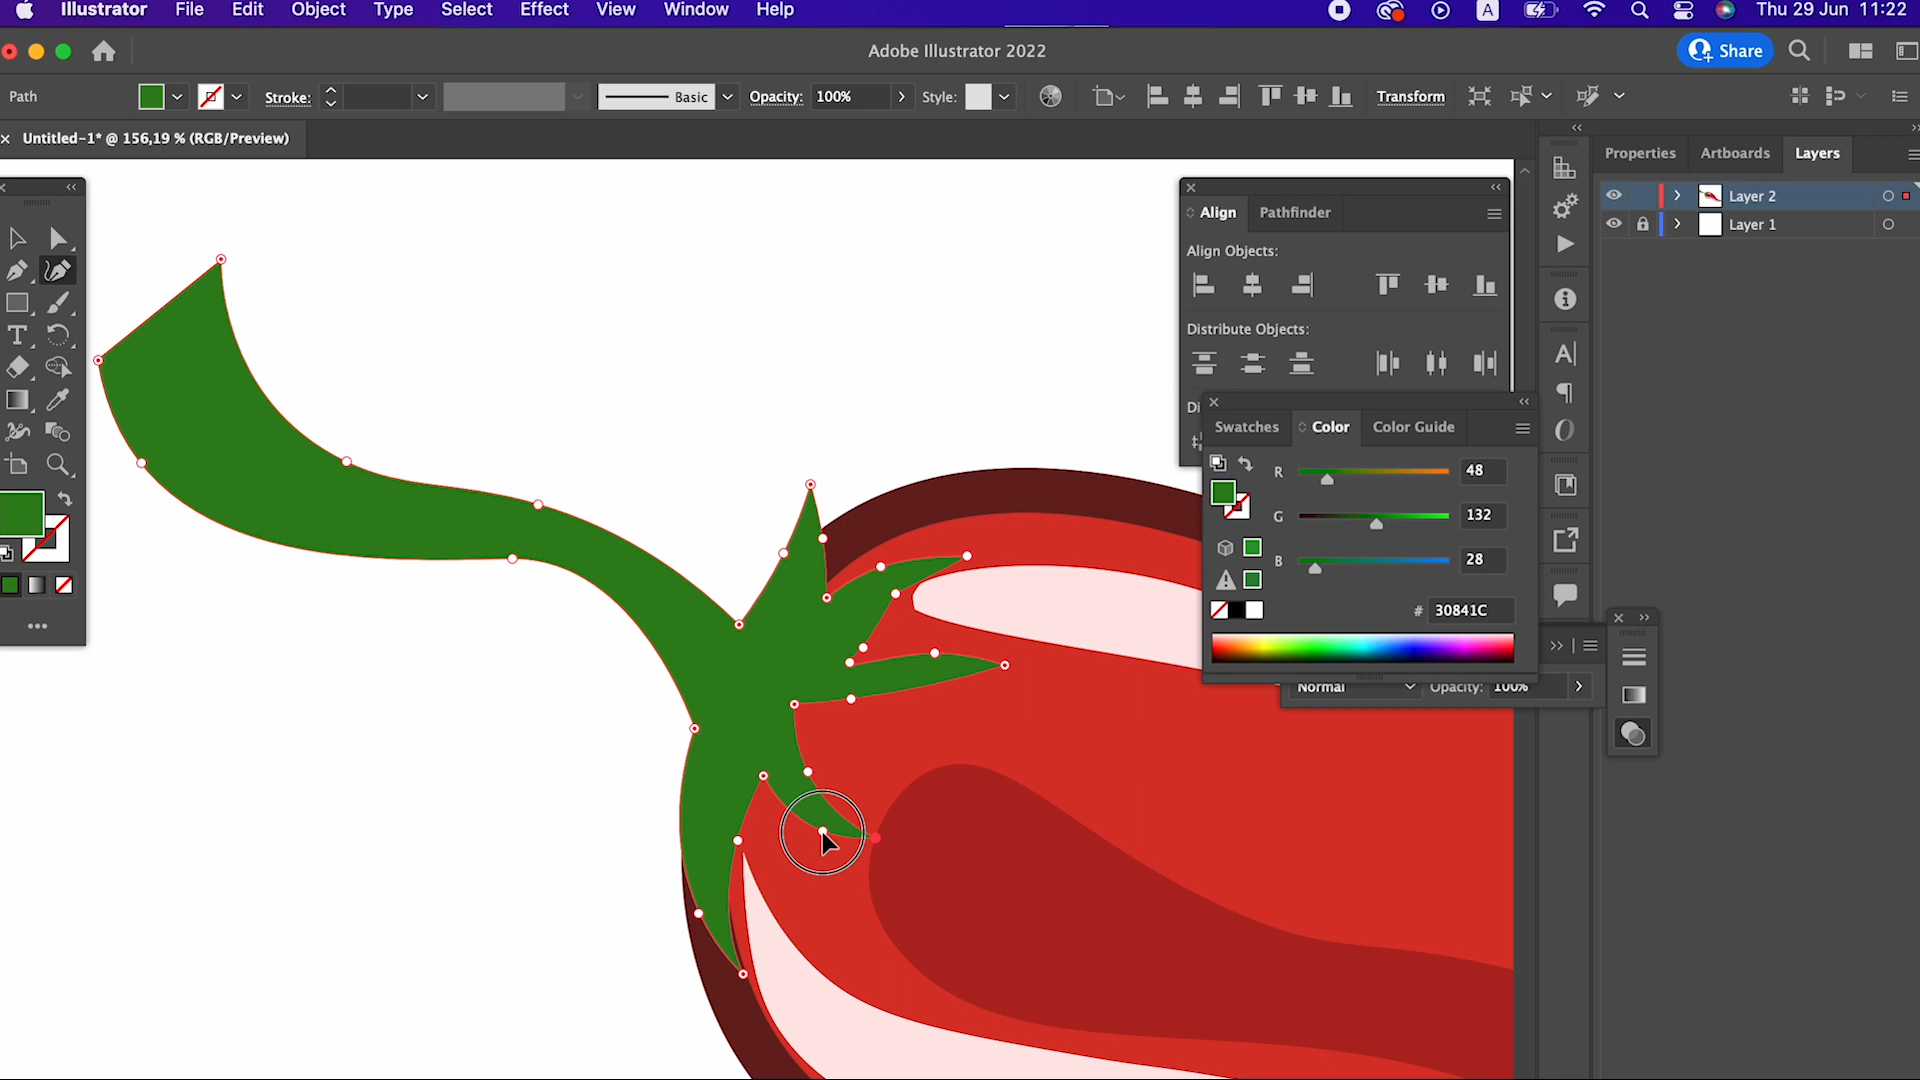 Illustrator File Edit Object Type Select Effect View Window Help A Thu 29 Jun 11:22
Adobe Illustrator 2022 Share
Path Stroke: Basic Opacity: 100% Style: Transform
Untitled-1* @ 156,19 % (RGB/Preview)
Properties Artboards Layers
Layer 2
Layer 1
Align Pathfinder
Align Objects:
Distribute Objects:
Di
Swatches Color Color Guide
R 48
G 132
B 28
# 30841C
Normal Opacity: 100%